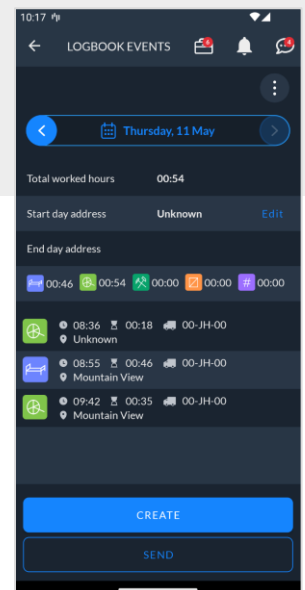 10:17
LOGBOOK EVENTS
Thursday, 11 May
Total worked hours 00:54
Start day address Unknown Edit
End day address
00:46 00:54 00:00 00:00 # 00:00
08:36 00:18 00-JH-00
Unknown
08:55 00:46 00-JH-00
Mountain View
09:42 00:35 00-JH-00
Mountain View
CREATE
SEND